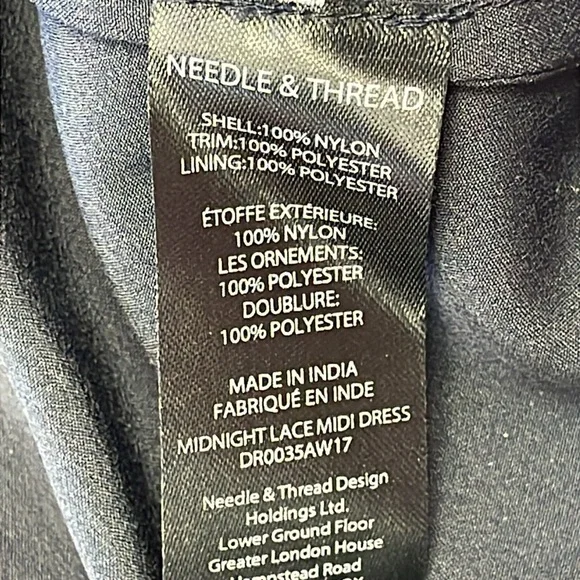 NEEDLE & THREAD
SHELL:100% NYLON
TRIM:100% POLYESTER
LINING:100% POLYESTER
ÉTOFFE EXTÉRIEURE:
100% NYLON
LES ORNEMENTS:
100% POLYESTER
DOUBLURE:
100% POLYESTER
MADE IN INDIA
FABRIQUÉ EN INDE
MIDNIGHT LACE MIDI DRESS
DR0035AW17
Needle & Thread Design
Holdings Ltd.
Lower Ground Floor
Greater London House
Hampstead Road